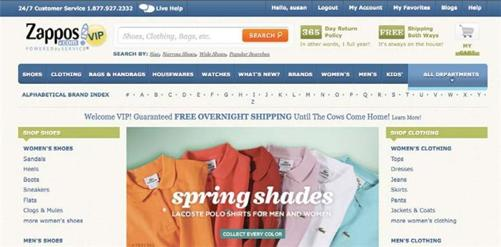 24/7 Customer Service 1.877.927.2332 Live Help
Hello, susan Logout My Account My Favorites Blog Help
Zappos .com VIP
POWERED by SERVICE
Shoes, Clothing, Bags, etc. SEARCH
SEARCH BY: Size, Narrow Shoes, Wide Shoes, Popular Searches
365 Day Return Policy
In other words, 1 full year!
FREE Shipping Both Ways
It's always on the house!
MY CART
SHOES CLOTHING BAGS & HANDBAGS HOUSEWARES WATCHES WHAT'S NEW? BRANDS WOMEN'S MEN'S KIDS' ALL DEPARTMENTS
ALPHABETICAL BRAND INDEX # · A · B · C · D · E · F · G · H · I · J · K · L · M · N · O · P · Q · R · S · T · U · V · W · X · Y ·
Z
Welcome VIP! Guaranteed FREE OVERNIGHT SHIPPING Until The Cows Come Home! Learn More!
SHOP SHOES
WOMEN'S SHOES
Sandals
Heels
Boots
Sneakers
Flats
Clogs & Mules
more women's shoes
spring shades
LACOSTE POLO SHIRTS FOR MEN AND WOMEN
COLLECT EVERY COLOR
SHOP CLOTHING
WOMEN'S CLOTHING
Tops
Dresses
Jeans
Skirts
Pants
Jackets & Coats
more women's clothing